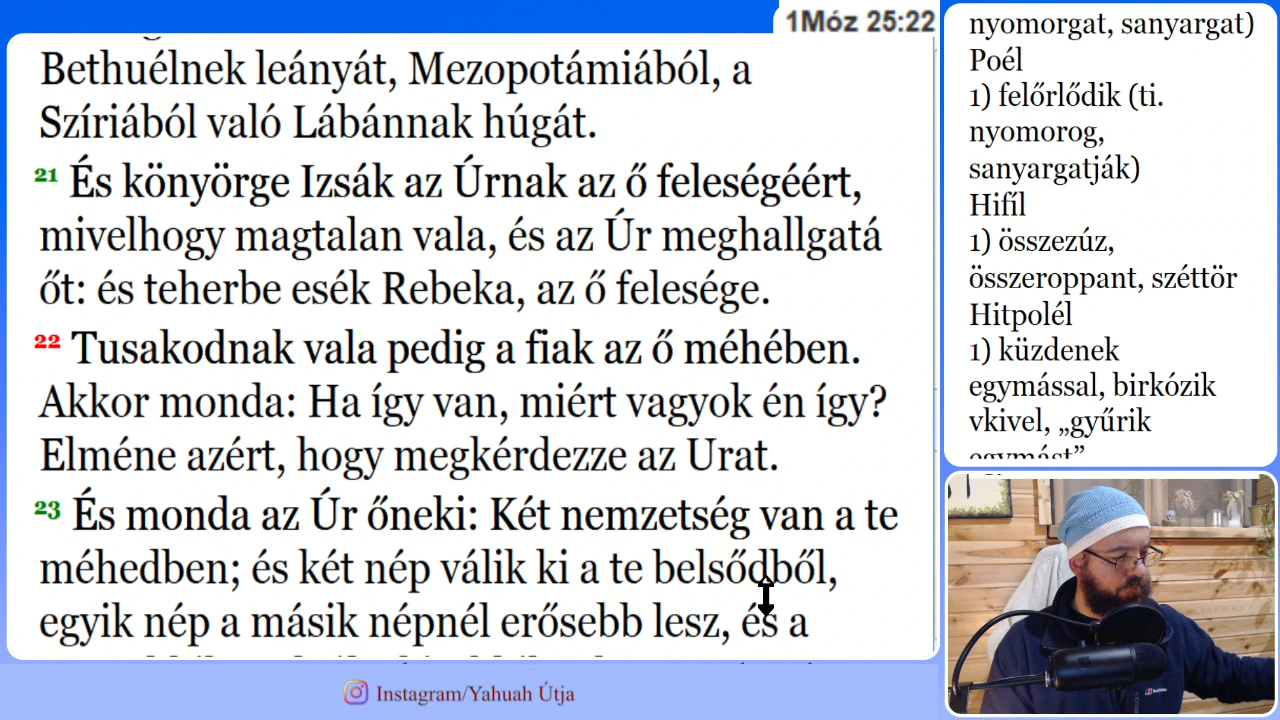 1Móz 25:22
Bethuélnek leányát, Mezopotámiából, a
Szíriából való Lábánnak húgát.
21 És könyörge Izsák az Úrnak az ő feleségéért,
mivelhogy magtalan vala, és az Úr meghallgatá
őt: és teherbe esék Rebeka, az ő felesége.
22 Tusakodnak vala pedig a fiak az ő méhében.
Akkor monda: Ha így van, miért vagyok én így?
Elméne azért, hogy megkérdezze az Urat.
23 És monda az Úr őneki: Két nemzetség van a te
méhedben; és két nép válik ki a te belsődből,
egyik nép a másik népnél erősebb lesz, és a
nyomorgat, sanyargat)
Poél
1) felőrlődik (ti.
nyomorog,
sanyargatják)
Hifíl
1) összezúz,
összeroppant, széttör
Hitpolél
1) küzdenek
egymással, birkózik
vkivel, „gyűrik
egymást”
Instagram/Yahuah Útja